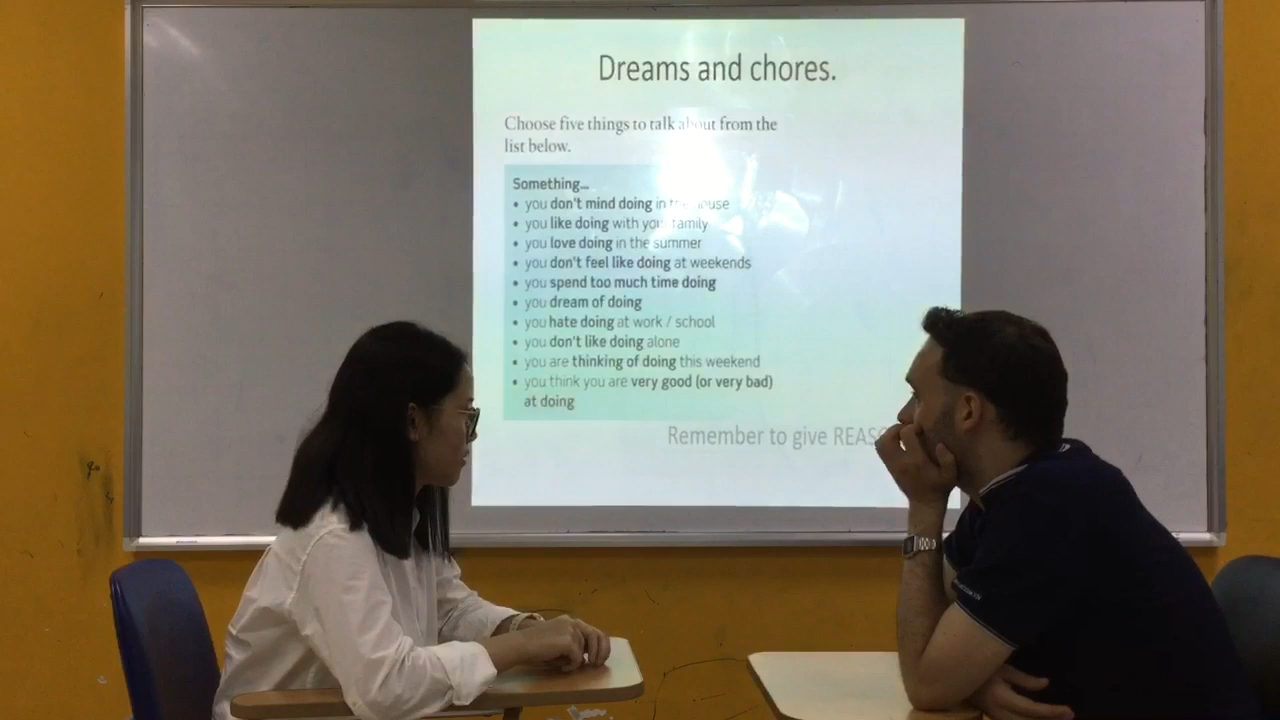 Dreams and chores.
Choose five things to talk about from the
list below.
Something...
• you don't mind doing in the house
• you like doing with your family
• you love doing in the summer
• you don't feel like doing at weekends
• you spend too much time doing
• you dream of doing
• you hate doing at work / school
• you don't like doing alone
• you are thinking of doing this weekend
• you think you are very good (or very bad)
at doing
Remember to give